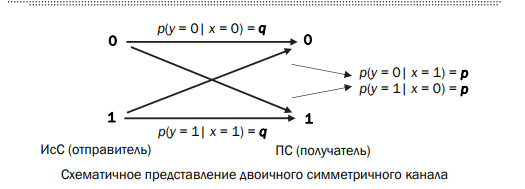 p(y = 0| x = 0) = q
0 0
p(y = 0| x = 1) = p
p(y = 1| x = 0) = p
1 1
p(y = 1| x = 1) = q
ИсС (отправитель) ПС (получатель)
Схематичное представление двоичного симметричного канала